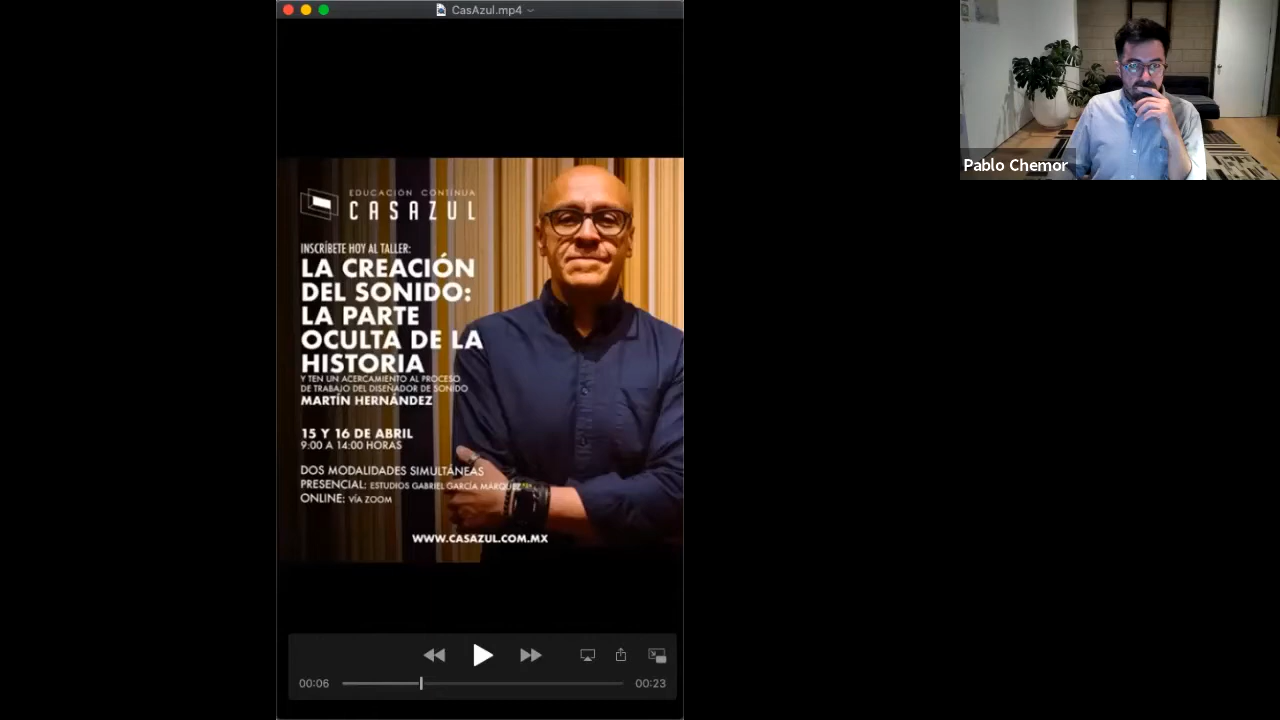 CasAzul.mp4
EDUCACIÓN CONTINUA
CASAZUL
INSCRÍBETE HOY AL TALLER:
LA CREACIÓN
DEL SONIDO:
LA PARTE
OCULTA DE LA
HISTORIA
Y TEN UN ACERCAMIENTO AL PROCESO
DE TRABAJO DEL DISEÑADOR DE SONIDO
MARTÍN HERNÁNDEZ
15 Y 16 DE ABRIL
9:00 A 14:00 HORAS
DOS MODALIDADES SIMULTÁNEAS
PRESENCIAL: ESTUDIOS GABRIEL GARCÍA MÁRQUEZ
ONLINE: VÍA ZOOM
WWW.CASAZUL.COM.MX
00:06
00:23
Pablo Chemor